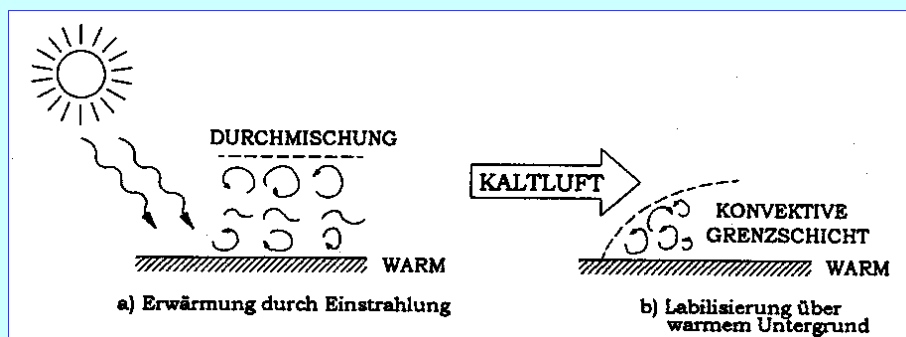 DURCHMISCHUNG
WARM
a) Erwärmung durch Einstrahlung
KALTLUFT
KONVEKTIVE
GRENZSCHICHT
WARM
b) Labilisierung über
warmem Untergrund